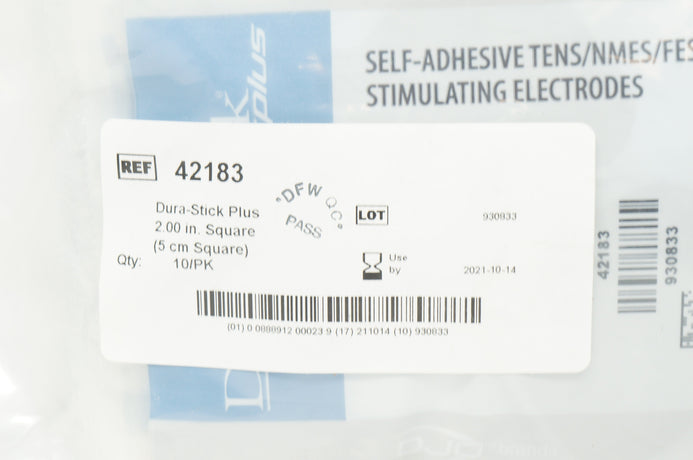 SELF-ADHESIVE TENS/NMES/FES
STIMULATING ELECTRODES
plus
REF 42183
Dura-Stick Plus
2.00 in. Square
(5 cm Square)
Qty: 10/PK
DFW QC
PASS
LOT 930833
Use
by 2021-10-14
(01) 0 0888912 00023 9 (17) 211014 (10) 930833
42183
930833